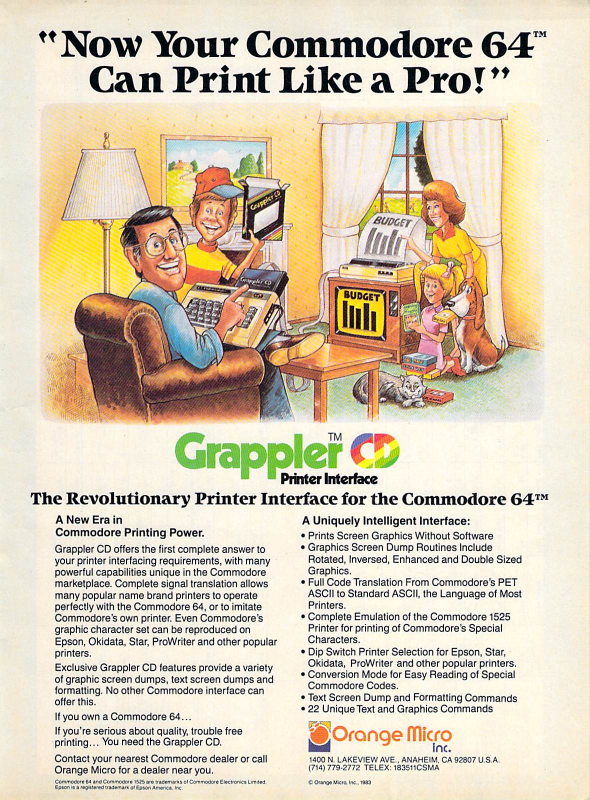 “Now Your Commodore 64™
Can Print Like a Pro!”
Grappler CD
Grappler CD
BUDGET
BUDGET
Grappler™ CD
Printer Interface
The Revolutionary Printer Interface for the Commodore 64™
A New Era in
Commodore Printing Power.
Grappler CD offers the first complete answer to
your printer interfacing requirements, with many
powerful capabilities unique in the Commodore
marketplace. Complete signal translation allows
many popular name brand printers to operate
perfectly with the Commodore 64, or to imitate
Commodore's own printer. Even Commodore's
graphic character set can be reproduced on
Epson, Okidata, Star, ProWriter and other popular
printers.
Exclusive Grappler CD features provide a variety
of graphic screen dumps, text screen dumps and
formatting. No other Commodore interface can
offer this.
If you own a Commodore 64...
If you're serious about quality, trouble free
printing... You need the Grappler CD.
Contact your nearest Commodore dealer or call
Orange Micro for a dealer near you.
Commodore 64 and Commodore 1525 are trademarks of Commodore Electronics Limited.
Epson is a registered trademark of Epson America, Inc.
A Uniquely Intelligent Interface:
• Prints Screen Graphics Without Software
• Graphics Screen Dump Routines Include
Rotated, Inversed, Enhanced and Double Sized
Graphics.
• Full Code Translation From Commodore's PET
ASCII to Standard ASCII, the Language of Most
Printers.
• Complete Emulation of the Commodore 1525
Printer for printing of Commodore's Special
Characters.
• Dip Switch Printer Selection for Epson, Star,
Okidata, ProWriter and other popular printers.
• Conversion Mode for Easy Reading of Special
Commodore Codes.
• Text Screen Dump and Formatting Commands
• 22 Unique Text and Graphics Commands
Orange Micro
Inc.
1400 N. LAKEVIEW AVE., ANAHEIM, CA 92807 U.S.A.
(714) 779-2772 TELEX: 183511CSMA
© Orange Micro, Inc., 1983